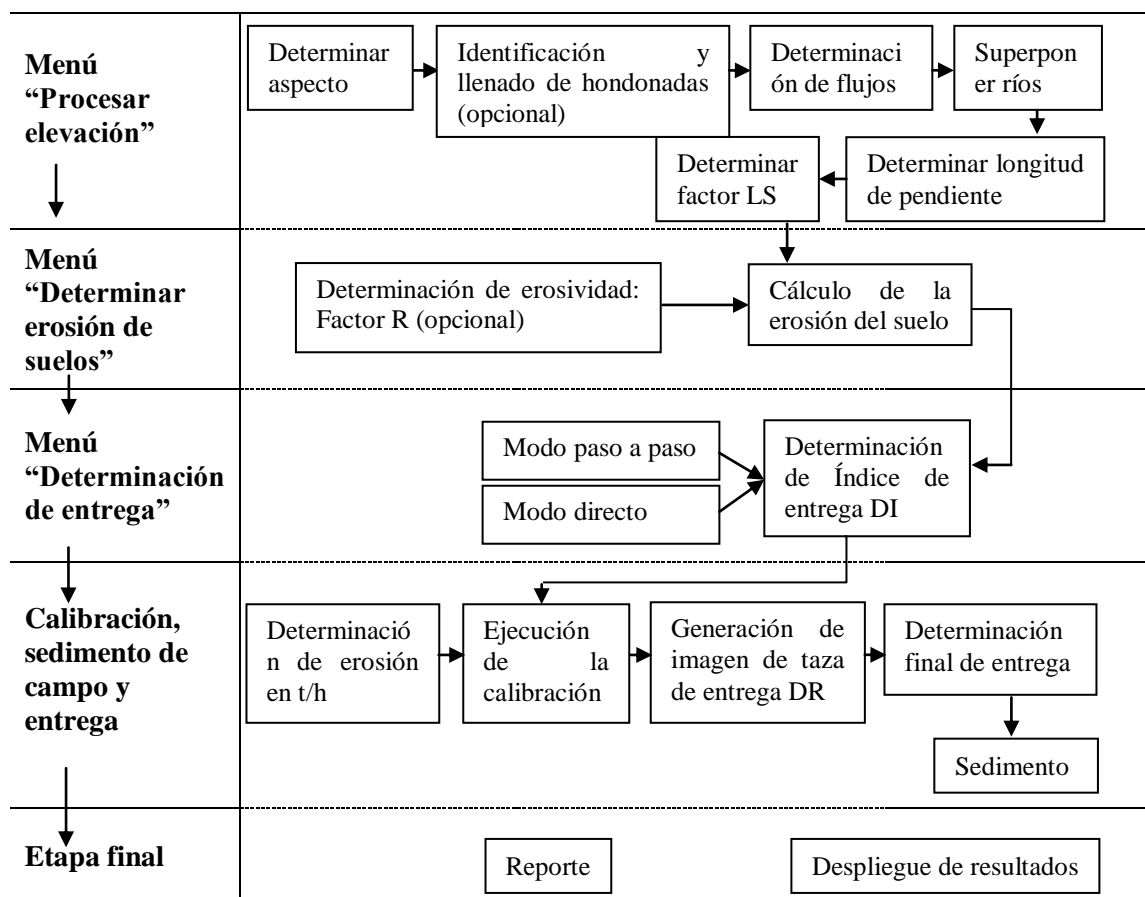 Menú
“Procesar
elevación”
Determinar
aspecto
Identificación y
llenado de hondonadas
(opcional)
Determinaci
ón de flujos
Superpon
er ríos
Determinar
factor LS
Determinar longitud
de pendiente
Menú
“Determinar
erosión de
suelos”
Determinación de erosividad:
Factor R (opcional)
Cálculo de la
erosión del suelo
Menú
“Determinación
de entrega”
Modo paso a paso
Modo directo
Determinación
de Índice de
entrega DI
Calibración,
sedimento de
campo y
entrega
Determinació
n de erosión
en t/h
Ejecución
de la
calibración
Generación de
imagen de taza
de entrega DR
Determinación
final de entrega
Sedimento
Etapa final
Reporte
Despliegue de resultados